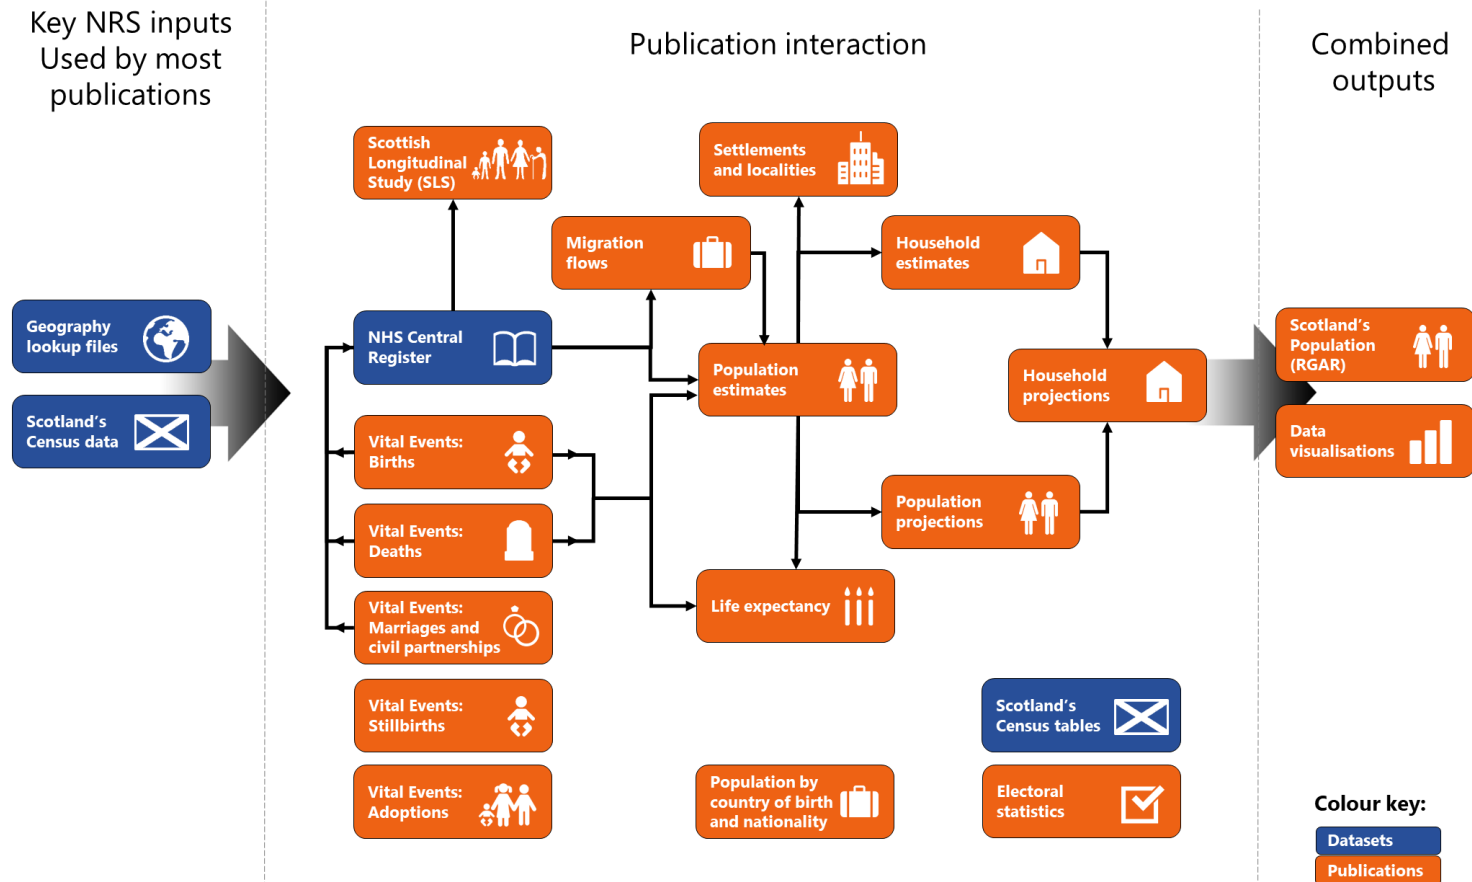 Key NRS inputs
Used by most
publications
Publication interaction
Combined
outputs
Scottish
Longitudinal
Study (SLS)
Settlements
and localities
Migration
flows
Household
estimates
Geography
lookup files
NHS Central
Register
Scotland's
Population
(RGAR)
Population
estimates
Household
projections
Scotland's
Census data
Vital Events:
Births
Data
visualisations
Vital Events:
Deaths
Population
projections
Vital Events:
Marriages and
civil partnerships
Life expectancy
Vital Events:
Stillbirths
Scotland's
Census tables
Vital Events:
Adoptions
Population by
country of birth
and nationality
Electoral
statistics
Colour key:
Datasets
Publications